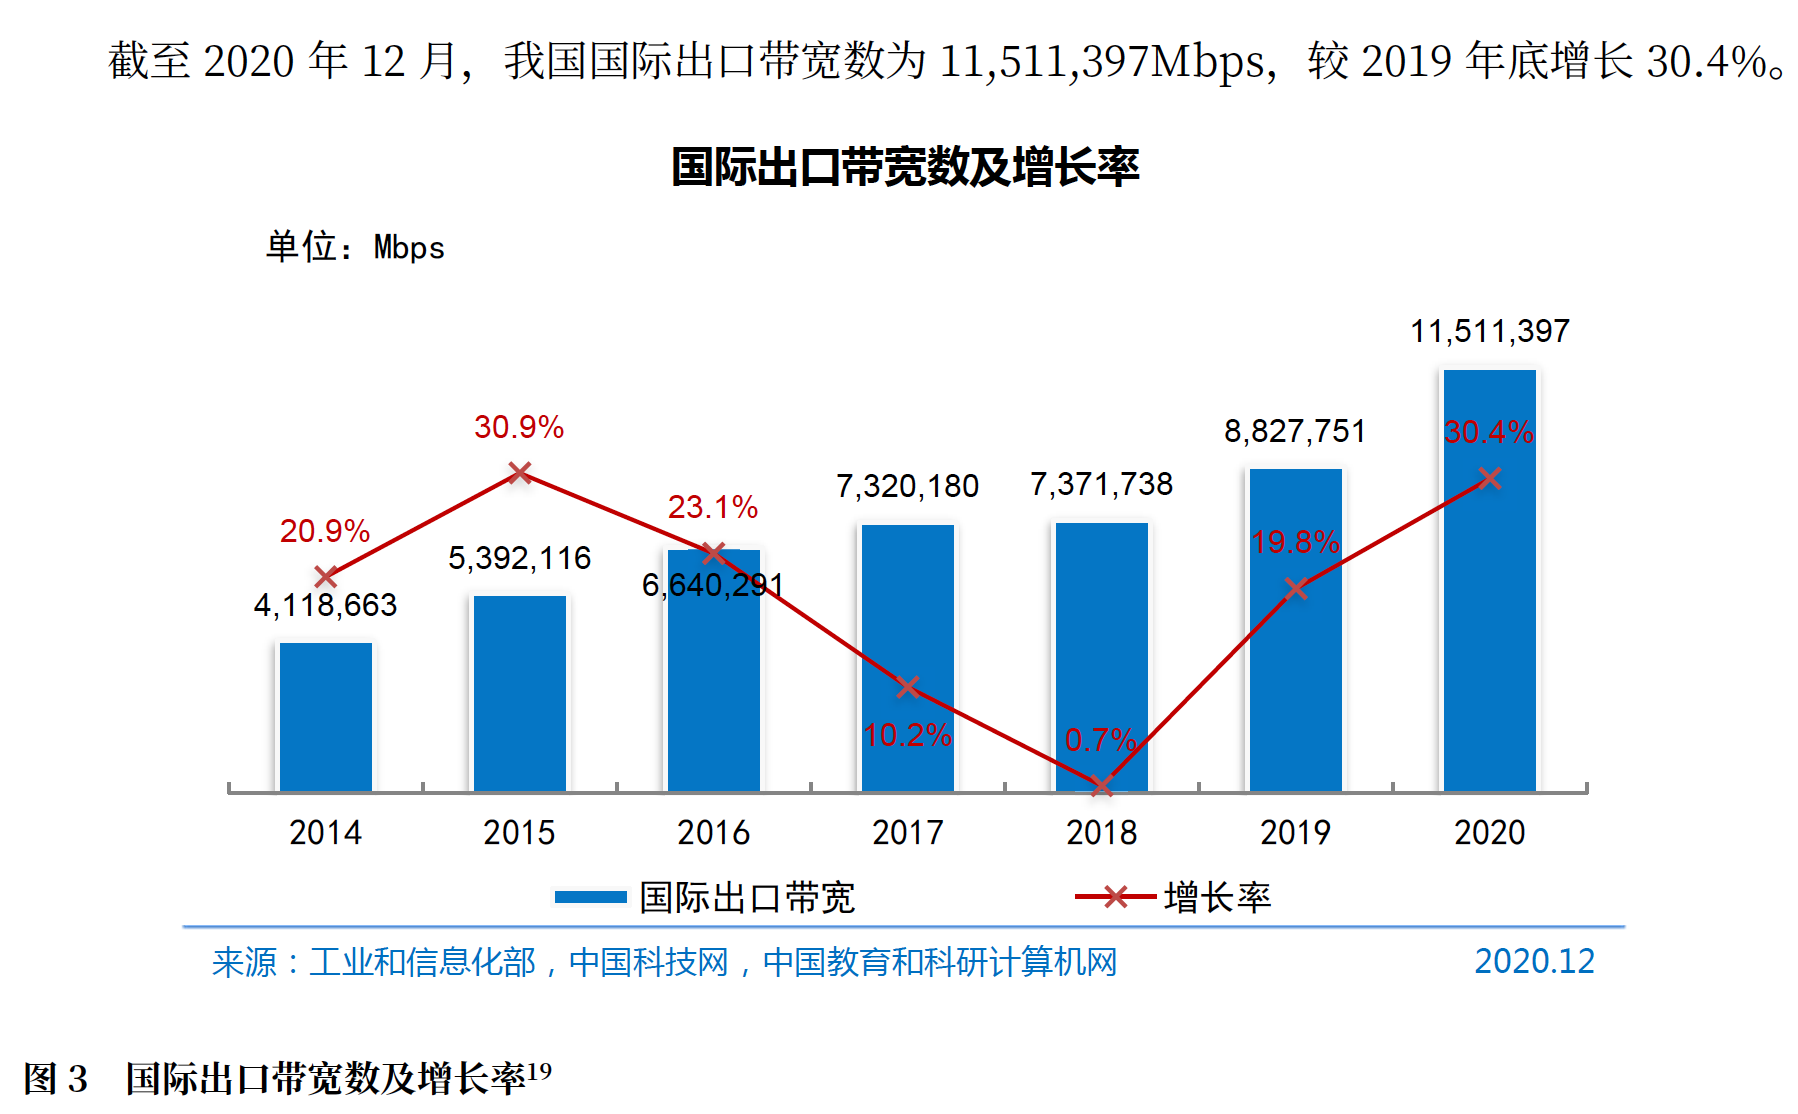 截至 2020 年 12 月，我国国际出口带宽数为 11,511,397Mbps，较 2019 年底增长 30.4%。
国际出口带宽数及增长率
单位：Mbps
11,511,397
30.9%
8,827,751
30.4%
7,320,180
7,371,738
23.1%
20.9%
19.8%
5,392,116
6,640,291
4,118,663
10.2%
0.7%
2014 2015 2016 2017 2018 2019 2020
国际出口带宽 增长率
来源：工业和信息化部，中国科技网，中国教育和科研计算机网 2020.12
图 3 国际出口带宽数及增长率19